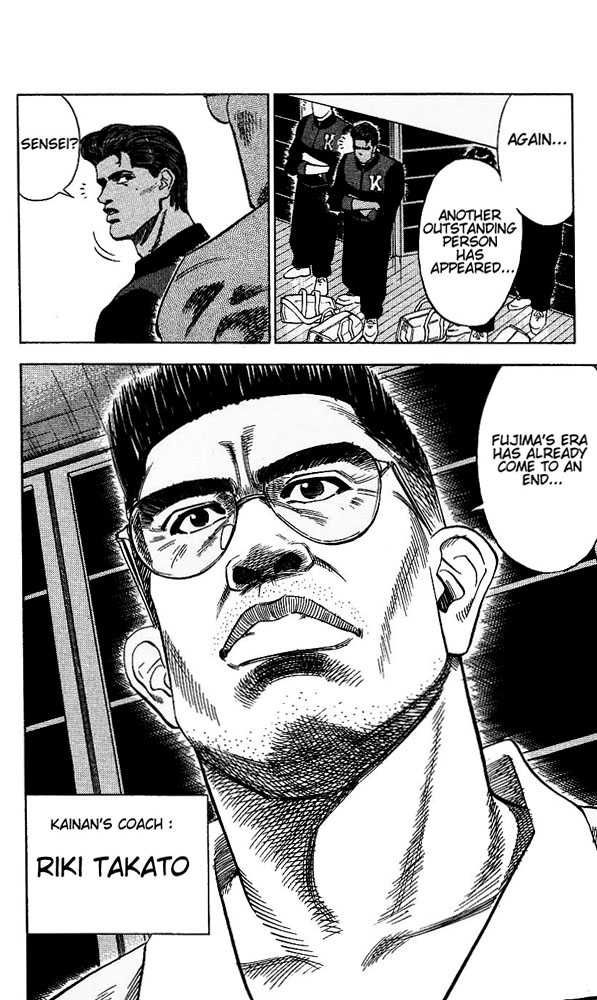 AGAIN...
ANOTHER
OUTSTANDING
PERSON
HAS
APPEARED...
K
K
SENSEI?
FUJIMA'S ERA
HAS ALREADY
COME TO AN
END...
KAINAN'S COACH :
RIKI TAKATO